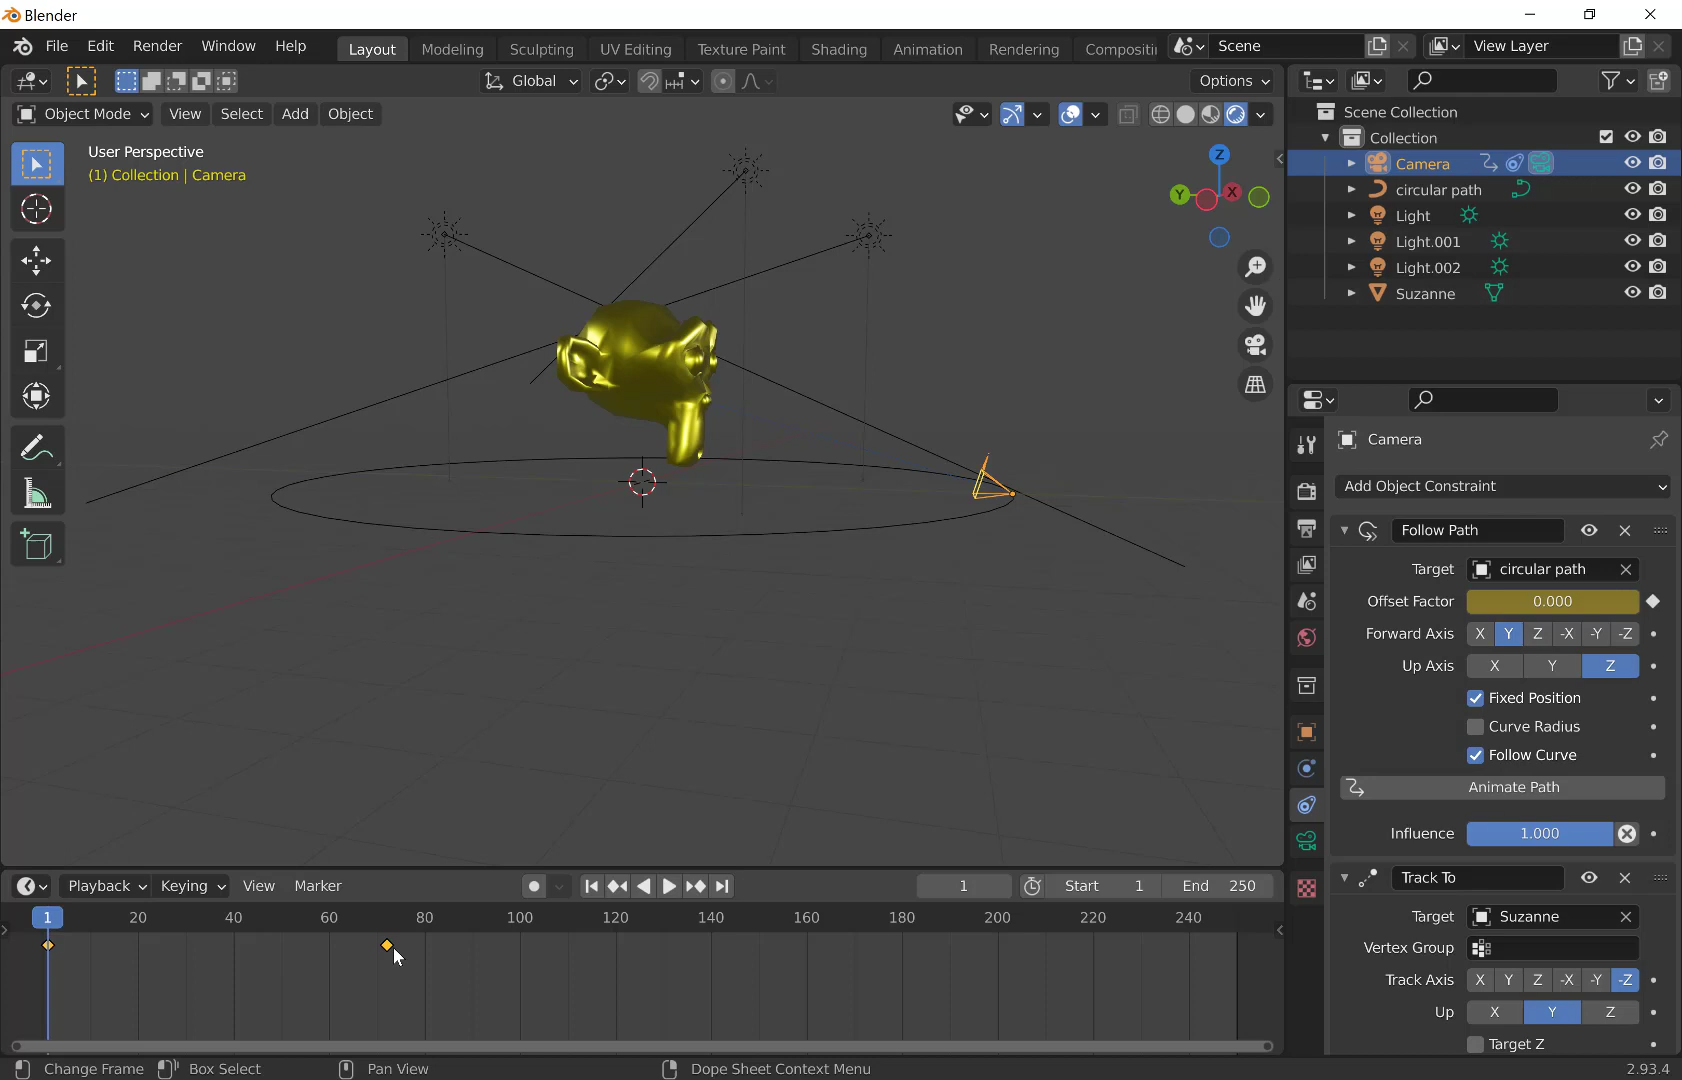 Blender
File Edit Render Window Help Layout Modeling Sculpting UV Editing Texture Paint Shading Animation Rendering Compositi Scene View Layer
Global Options
Object Mode View Select Add Object
User Perspective
(1) Collection | Camera
Z
Y X
Scene Collection
Collection
Camera
circular path
Light
Light.001
Light.002
Suzanne
Camera
Add Object Constraint
Follow Path
Target circular path
Offset Factor 0.000
Forward Axis X Y Z -X -Y -Z
Up Axis X Y Z
Fixed Position
Curve Radius
Follow Curve
Animate Path
Influence 1.000
Track To
Target Suzanne
Vertex Group
Track Axis X Y Z -X -Y -Z
Up X Y Z
Target Z
Playback Keying View Marker 1 Start 1 End 250
1 20 40 60 80 100 120 140 160 180 200 220 240
Change Frame Box Select Pan View Dope Sheet Context Menu 2.93.4